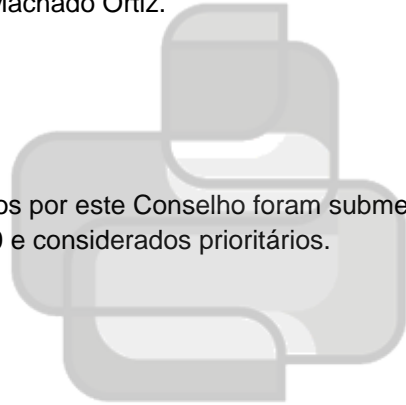 Machado Ortiz.
os por este Conselho foram subme
e considerados prioritários.